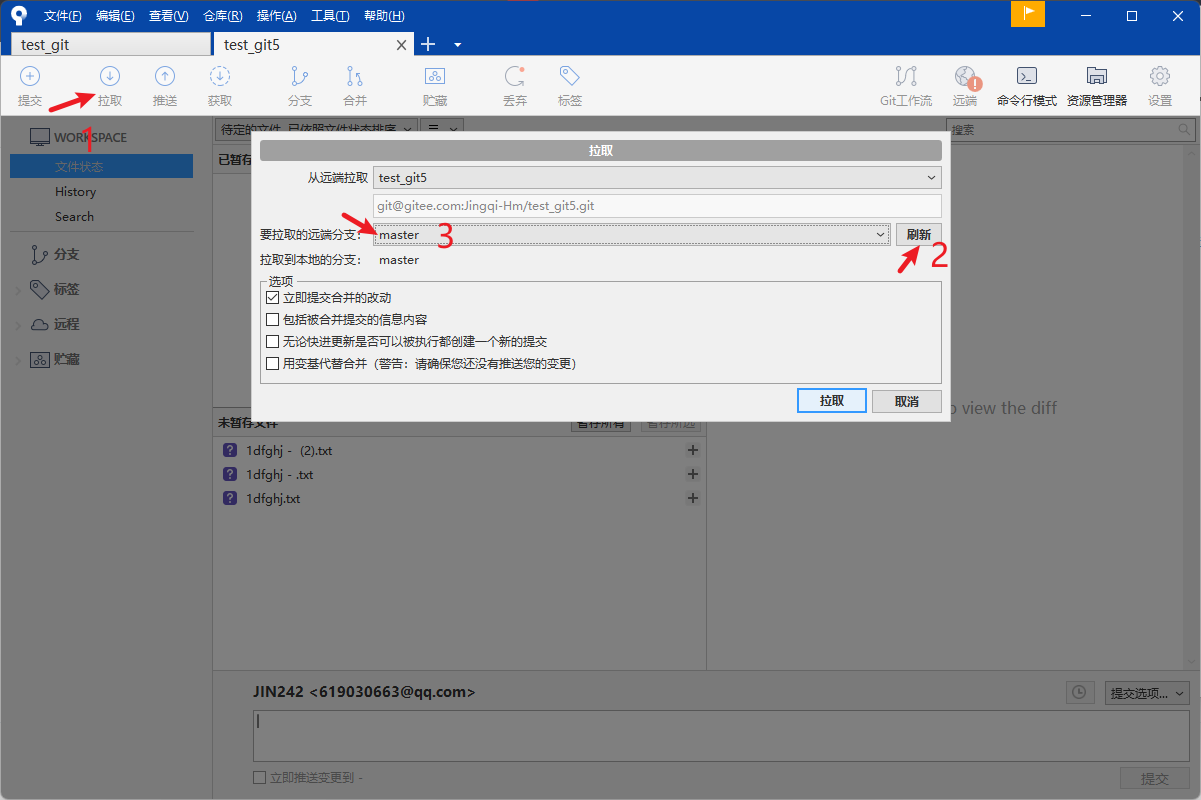 文件(F) 编辑(E) 查看(V) 仓库(R) 操作(A) 工具(T) 帮助(H)
test_git
test_git5
提交 拉取 推送 获取 分支 合并 贮藏 丢弃 标签 Git工作流 远端 命令行模式 资源管理器 设置
1
WORKSPACE
文件状态
History
Search
分支
标签
远程
贮藏
待定的文件, 已依照文件状态排序
搜索
已暂存
拉取
从远端拉取 test_git5
git@gitee.com:Jingqi-Hm/test_git5.git
要拉取的远端分支: master 3 刷新
2
拉取到本地的分支: master
选项
立即提交合并的改动
包括被合并提交的信息内容
无论快进更新是否可以被执行都创建一个新的提交
用变基代替合并（警告：请确保您还没有推送您的变更）
拉取 取消
o view the diff
未暂存文件 暂存所有 暂存所选
1dfghj - (2).txt
1dfghj - .txt
1dfghj.txt
JIN242 <619030663@qq.com>
提交选项...
立即推送变更到 -
提交